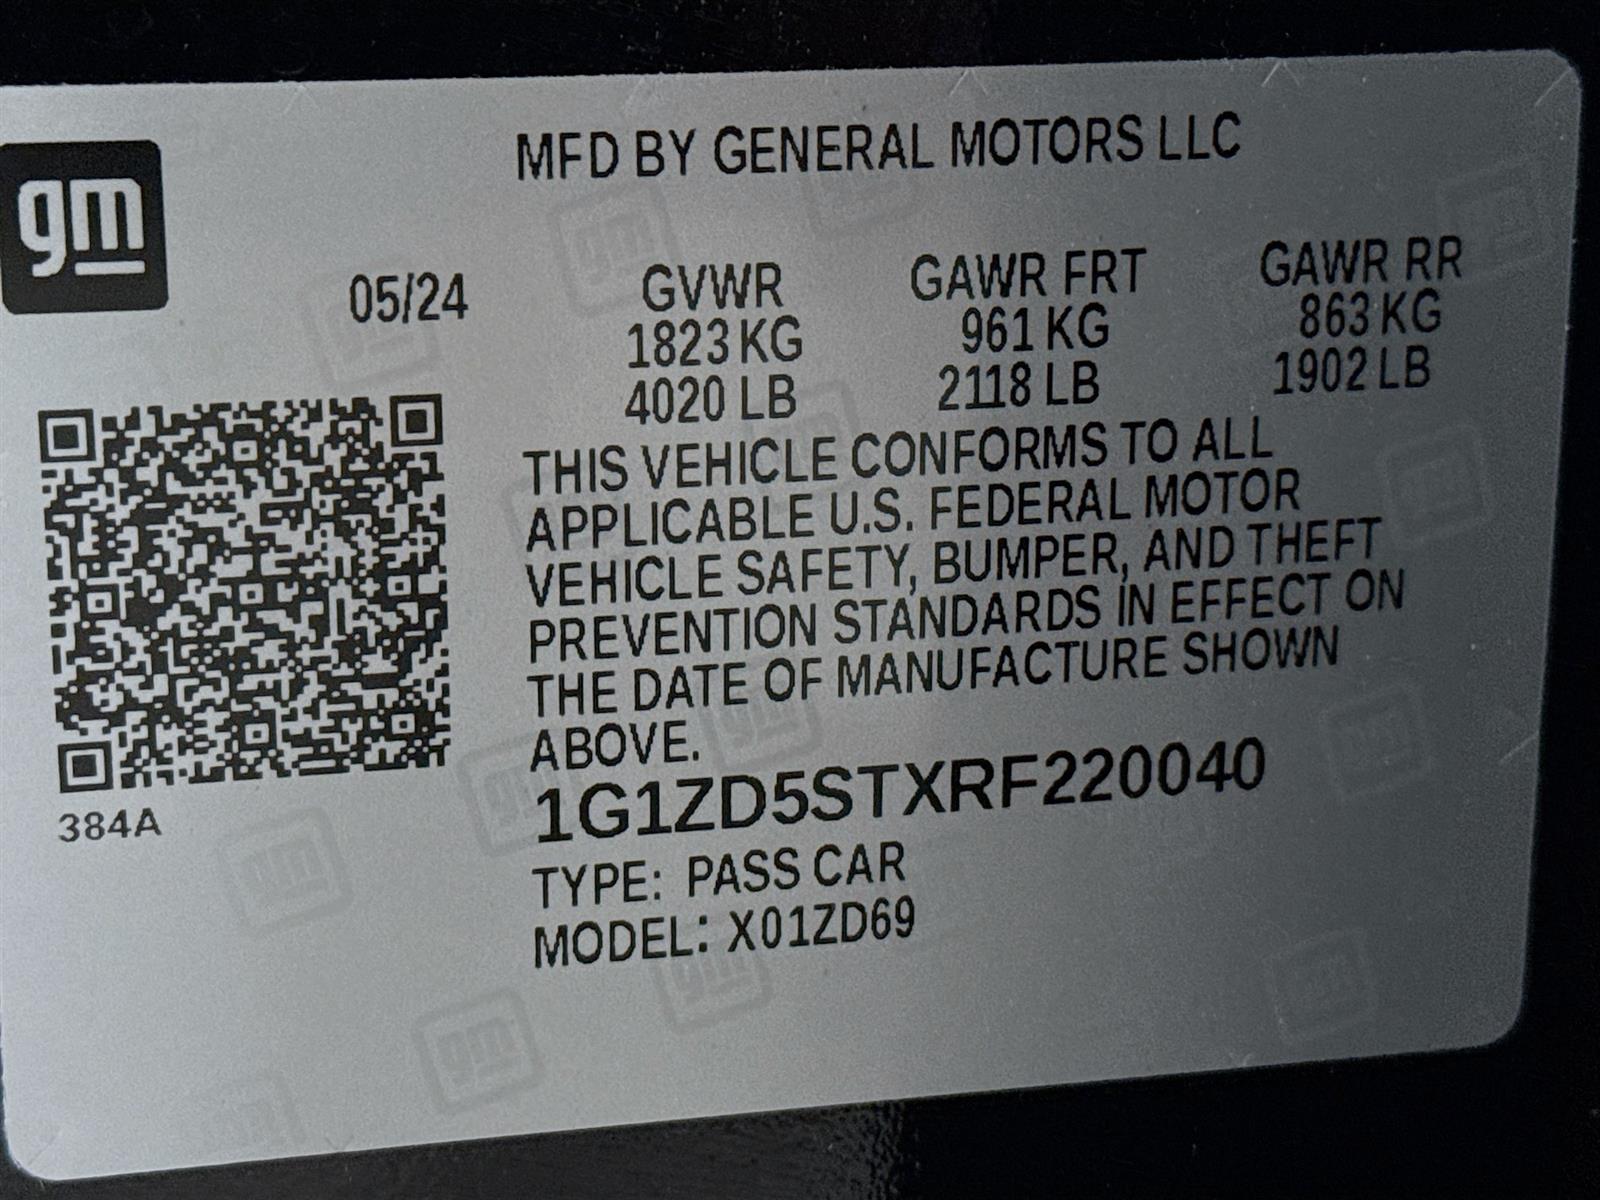 MFD BY GENERAL MOTORS LLC
gm
05/24
GVWR
1823 KG
4020 LB
GAWR FRT
961 KG
2118 LB
GAWR RR
863 KG
1902 LB
THIS VEHICLE CONFORMS TO ALL
APPLICABLE U.S. FEDERAL MOTOR
VEHICLE SAFETY, BUMPER, AND THEFT
PREVENTION STANDARDS IN EFFECT ON
THE DATE OF MANUFACTURE SHOWN
ABOVE.
1G1ZD5STXRF220040
384A
TYPE: PASS CAR
MODEL: X01ZD69